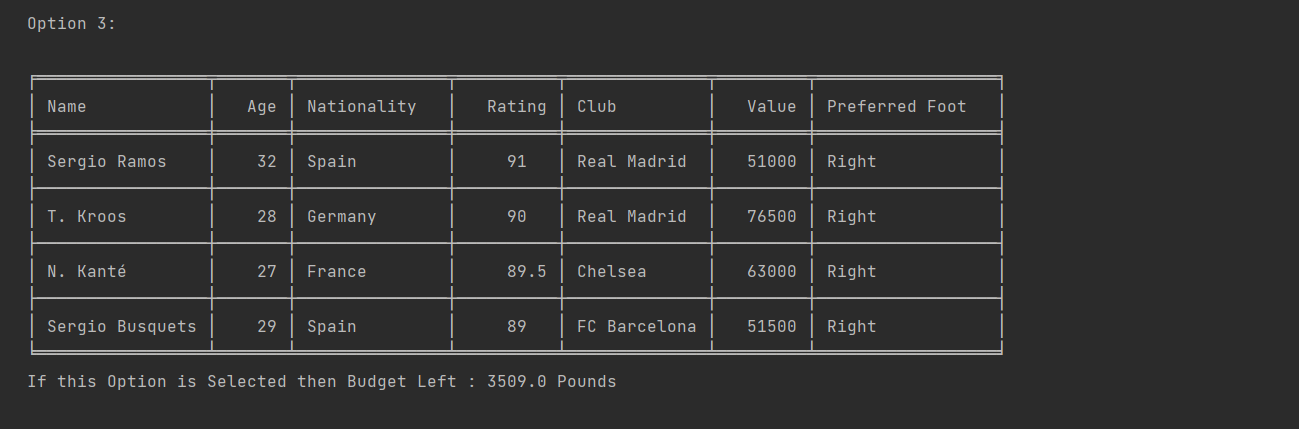 Option 3:
Name Age Nationality Rating Club Value Preferred Foot
Sergio Ramos 32 Spain 91 Real Madrid 51000 Right
T. Kroos 28 Germany 90 Real Madrid 76500 Right
N. Kanté 27 France 89.5 Chelsea 63000 Right
Sergio Busquets 29 Spain 89 FC Barcelona 51500 Right
If this Option is Selected then Budget Left : 3509.0 Pounds